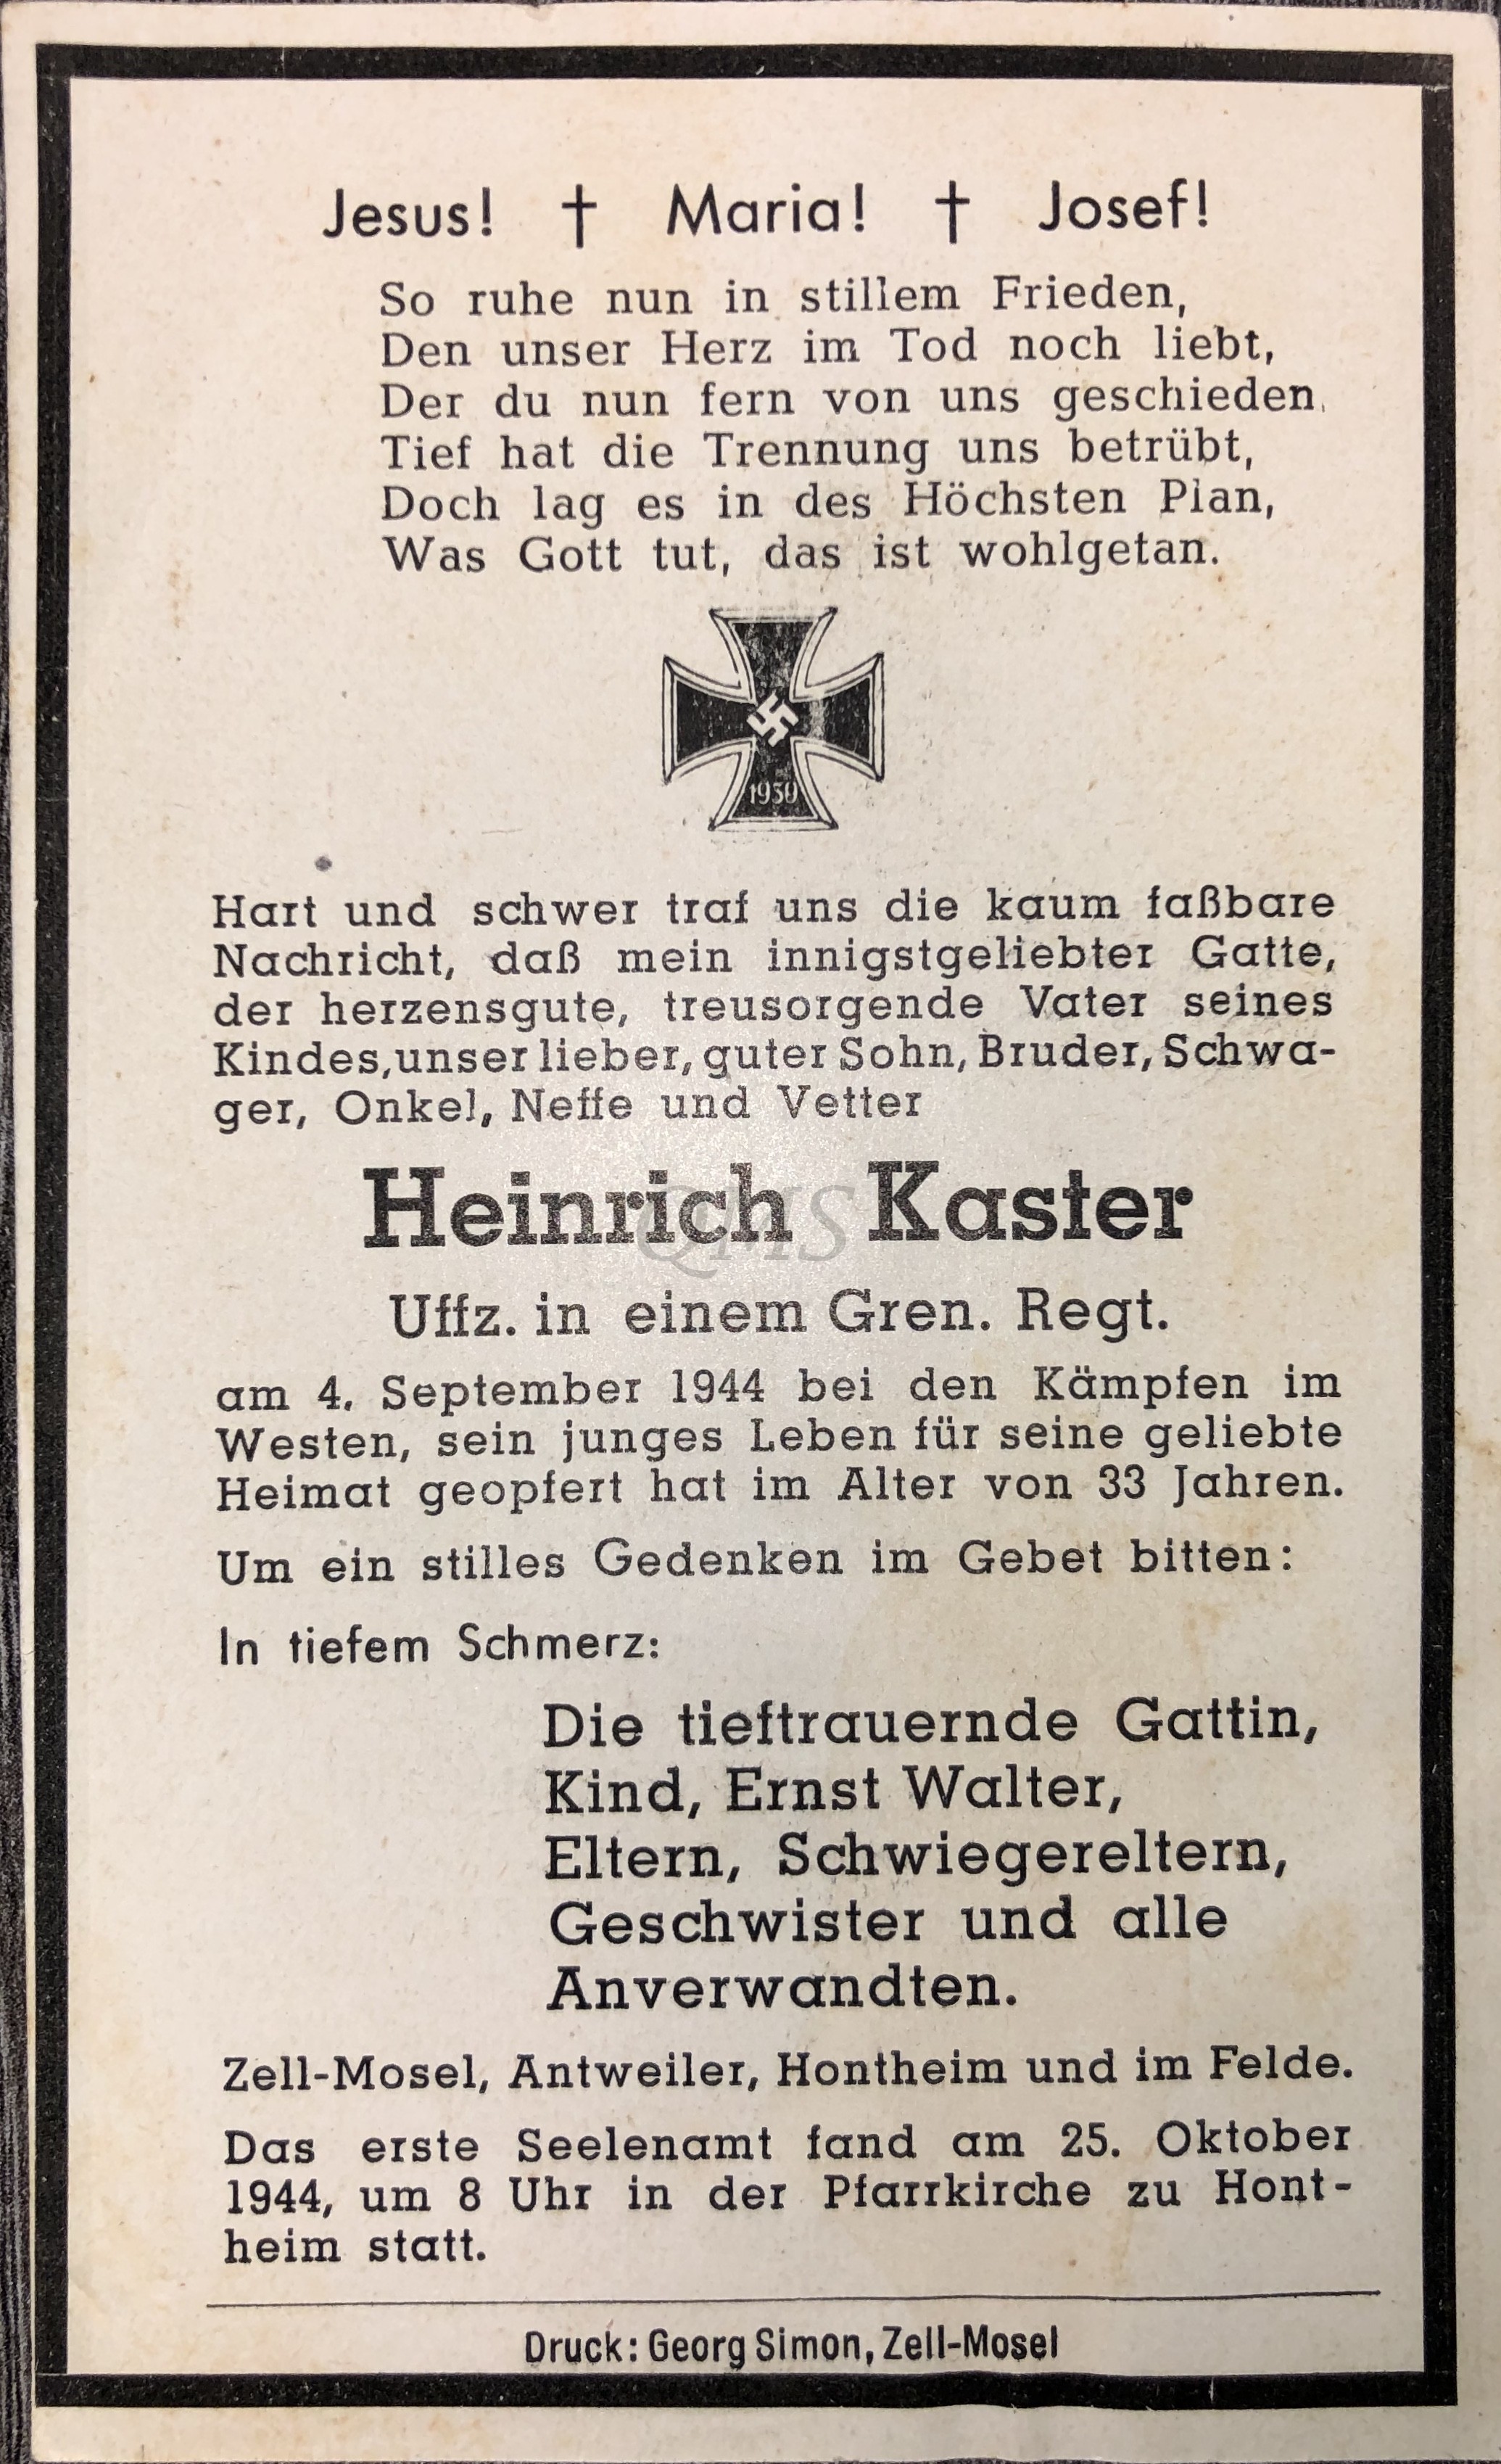 Jesus! † Maria! † Josef!
So ruhe nun in stillem Frieden,
Den unser Herz im Tod noch liebt,
Der du nun fern von uns geschieden,
Tief hat die Trennung uns betrübt,
Doch lag es in des Höchsten Plan,
Was Gott tut, das ist wohlgetan.
Hart und schwer traf uns die kaum faßbare
Nachricht, daß mein innigstgeliebter Gatte,
der herzensgute, treusorgende Vater seines
Kindes, unser lieber, guter Sohn, Bruder, Schwa-
ger, Onkel, Neffe und Vetter
Heinrich Kaster
QMS
Uffz. in einem Gren. Regt.
am 4. September 1944 bei den Kämpfen im
Westen, sein junges Leben für seine geliebte
Heimat geopfert hat im Alter von 33 Jahren.
Um ein stilles Gedenken im Gebet bitten:
In tiefem Schmerz:
Die tieftrauernde Gattin,
Kind, Ernst Walter,
Eltern, Schwiegereltern,
Geschwister und alle
Anverwandten.
Zell-Mosel, Antweiler, Hontheim und im Felde.
Das erste Seelenamt fand am 25. Oktober
1944, um 8 Uhr in der Pfarrkirche zu Hont-
heim statt.
Druck: Georg Simon, Zell-Mosel